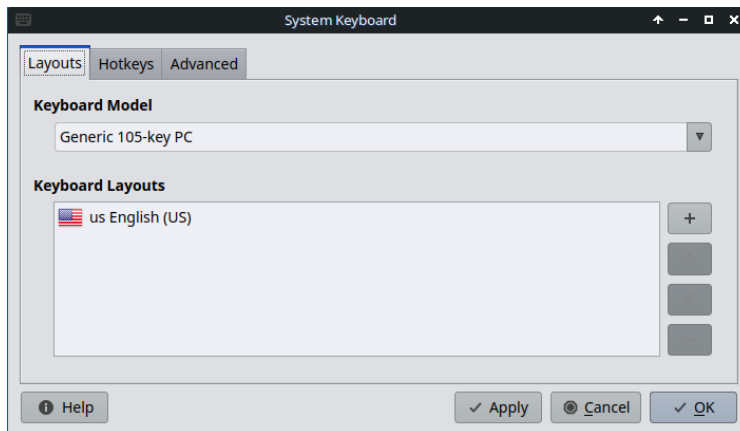 System Keyboard
Layouts Hotkeys Advanced
Keyboard Model
Generic 105-key PC
Keyboard Layouts
us English (US)
Help Apply Cancel OK